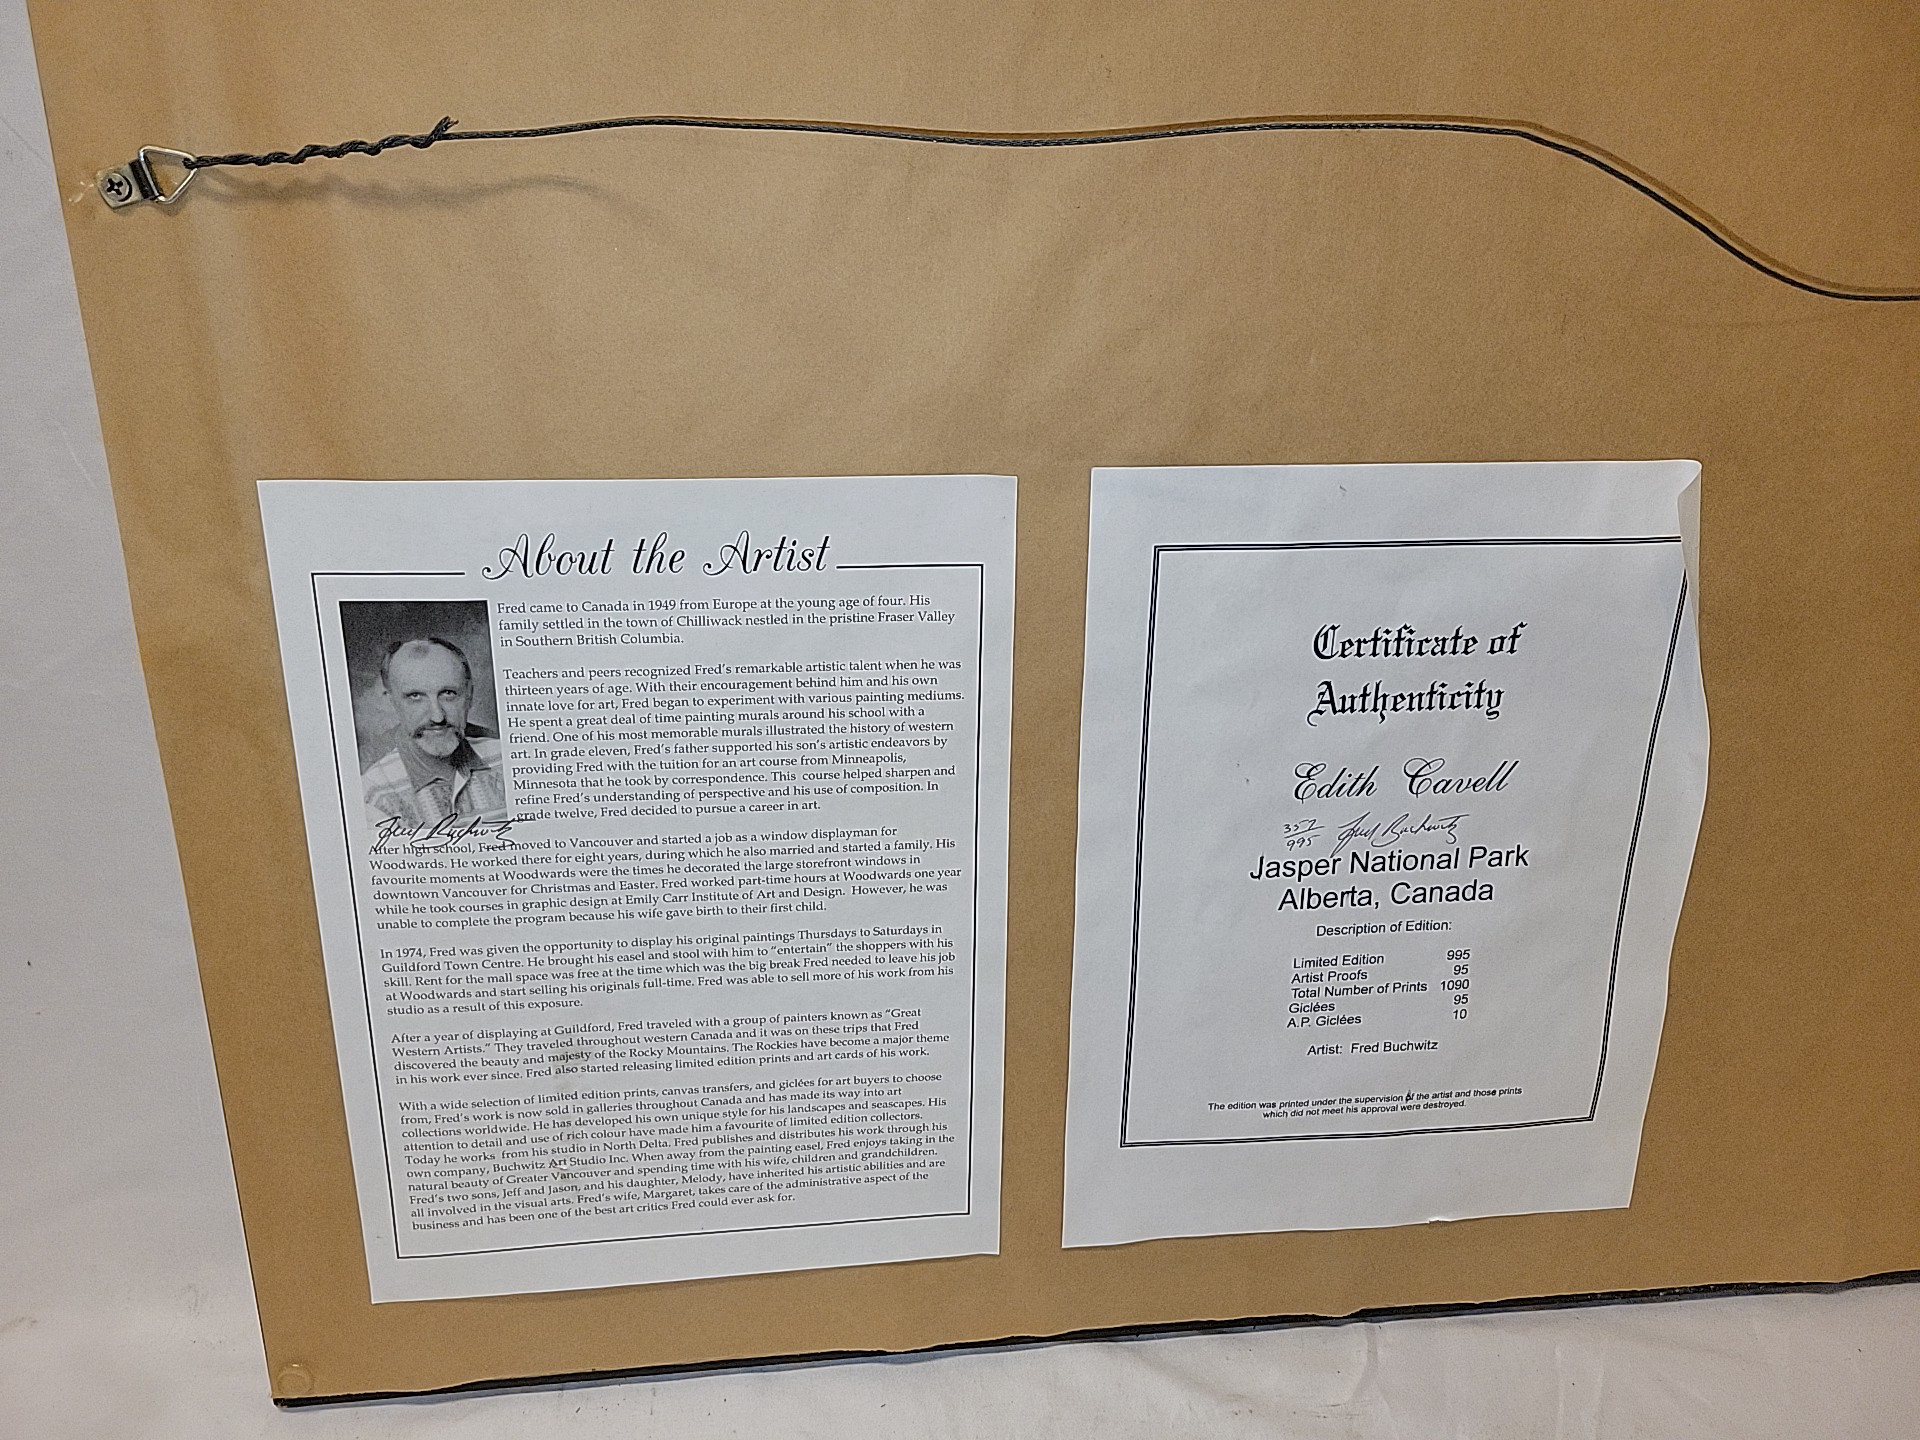 About the Artist
Fred came to Canada in 1949 from Europe at the young age of four. His
family settled in the town of Chilliwack nestled in the pristine Fraser Valley
in Southern British Columbia.
Teachers and peers recognized Fred's remarkable artistic talent when he was
thirteen years of age. With their encouragement behind him and his own
innate love for art, Fred began to experiment with various painting mediums.
He spent a great deal of time painting murals around his school with a
friend. One of his most memorable murals illustrated the history of western
art. In grade eleven, Fred's father supported his son's artistic endeavors by
providing Fred with the tuition for an art course from Minneapolis,
Minnesota that he took by correspondence. This course helped sharpen and
refine Fred's understanding of perspective and his use of composition. In
grade twelve, Fred decided to pursue a career in art.
Fred Buchwitz
After high school, Fred moved to Vancouver and started a job as a window displayman for
Woodwards. He worked there for eight years, during which he also married and started a family. His
favourite moments at Woodwards were the times he decorated the large storefront windows in
downtown Vancouver for Christmas and Easter. Fred worked part-time hours at Woodwards one year
while he took courses in graphic design at Emily Carr Institute of Art and Design. However, he was
unable to complete the program because his wife gave birth to their first child.
In 1974, Fred was given the opportunity to display his original paintings Thursdays to Saturdays in
Guildford Town Centre. He brought his easel and stool with him to "entertain" the shoppers with his
skill. Rent for the mall space was free at the time which was the big break Fred needed to leave his job
at Woodwards and start selling his originals full-time. Fred was able to sell more of his work from his
studio as a result of this exposure.
After a year of displaying at Guildford, Fred traveled with a group of painters known as "Great
Western Artists." They traveled throughout western Canada and it was on these trips that Fred
discovered the beauty and majesty of the Rocky Mountains. The Rockies have become a major theme
in his work ever since. Fred also started releasing limited edition prints and art cards of his work.
With a wide selection of limited edition prints, canvas transfers, and giclées for art buyers to choose
from, Fred's work is now sold in galleries throughout Canada and has made its way into art
collections worldwide. He has developed his own unique style for his landscapes and seascapes. His
attention to detail and use of rich colour have made him a favourite of limited edition collectors.
Today he works from his studio in North Delta. Fred publishes and distributes his work through his
own company, Buchwitz Art Studio Inc. When away from the painting easel, Fred enjoys taking in the
natural beauty of Greater Vancouver and spending time with his wife, children and grandchildren.
Fred's two sons, Jeff and Jason, and his daughter, Melody, have inherited his artistic abilities and are
all involved in the visual arts. Fred's wife, Margaret, takes care of the administrative aspect of the
business and has been one of the best art critics Fred could ever ask for.
Certificate of
Authenticity
Edith Cavell
357/995 Fred Buchwitz
Jasper National Park
Alberta, Canada
Description of Edition:
Limited Edition 995
Artist Proofs 95
Total Number of Prints 1090
Giclées 95
A.P. Giclées 10
Artist: Fred Buchwitz
The edition was printed under the supervision of the artist and those prints
which did not meet his approval were destroyed.